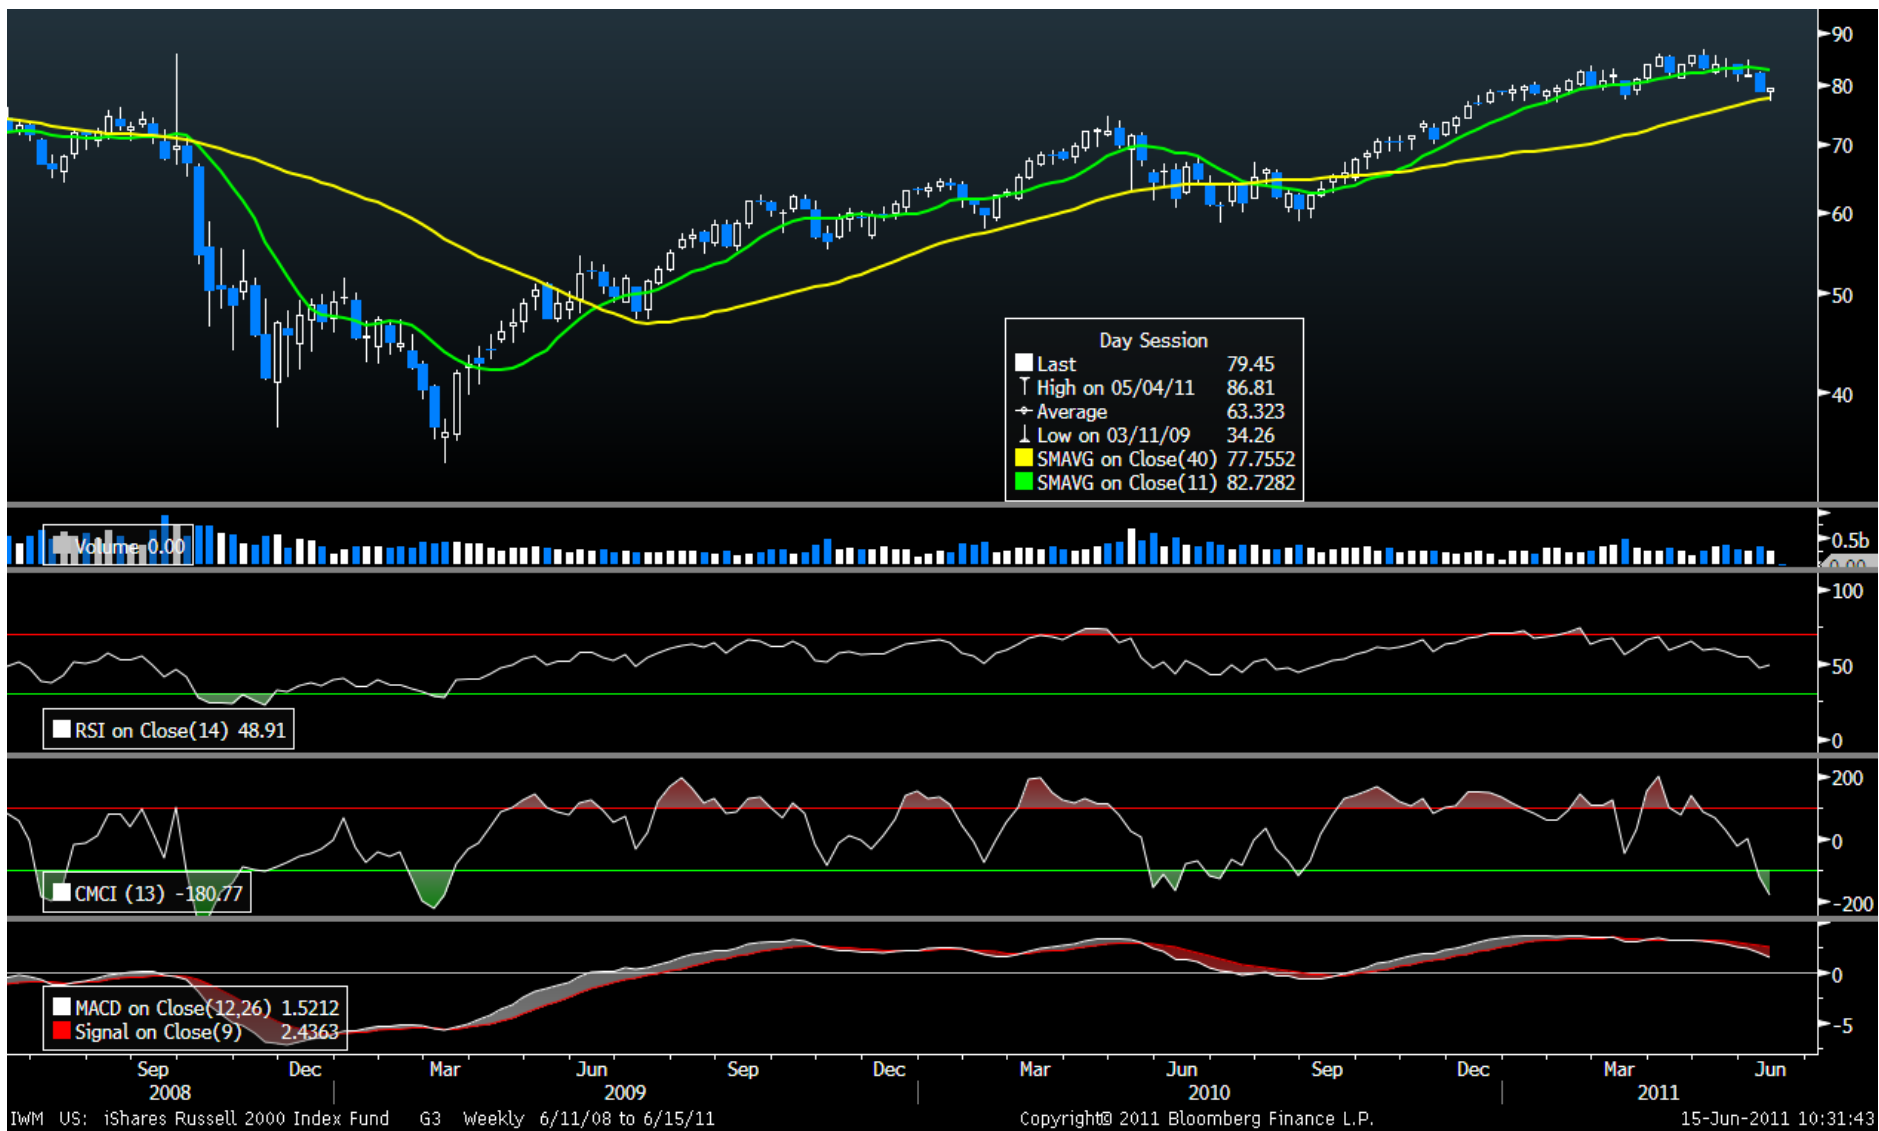 90
80
70
60
50
40
Day Session
Last 79.45
High on 05/04/11 86.81
Average 63.323
Low on 03/11/09 34.26
SMAVG on Close(40) 77.7552
SMAVG on Close(11) 82.7282
Volume 0.00
0.5b
0.00
100
50
0
RSI on Close(14) 48.91
200
0
-200
CMCI (13) -180.77
0
-5
MACD on Close(12,26) 1.5212
Signal on Close(9) 2.4363
Sep Dec Mar Jun Sep Dec Mar Jun Sep Dec Mar Jun
2008 2009 2010 2011
IWM US: iShares Russell 2000 Index Fund G3 Weekly 6/11/08 to 6/15/11 Copyright© 2011 Bloomberg Finance L.P. 15-Jun-2011 10:31:43